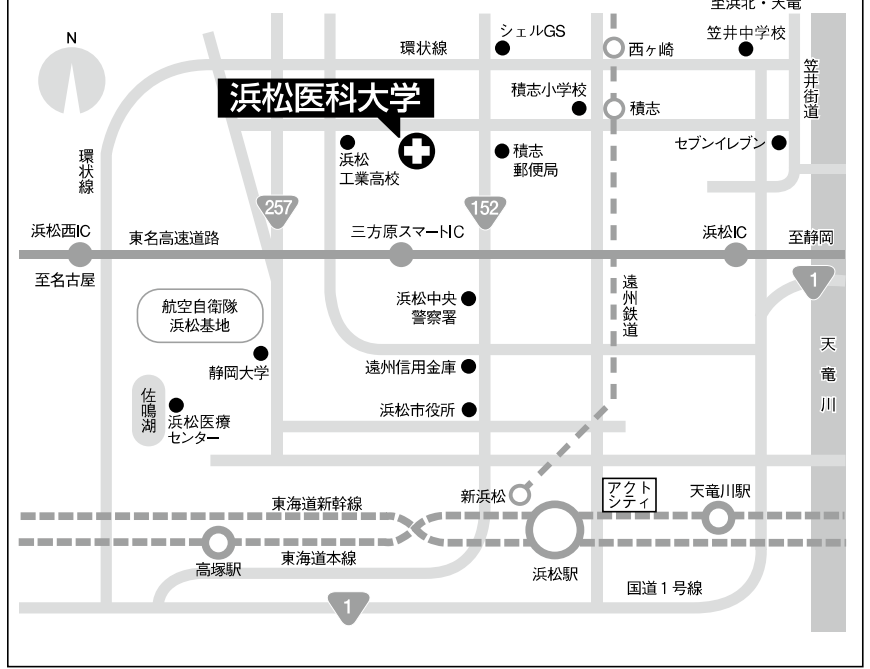 至浜北・天竜
N
シェルGS
環状線
西ヶ崎
笠井中学校
笠井街道
浜松医科大学
積志小学校
積志
環状線
浜松
工業高校
積志
郵便局
セブンイレブン
257
152
浜松西IC
東名高速道路
三方原スマートIC
浜松IC
至静岡
至名古屋
1
航空自衛隊
浜松基地
浜松中央
警察署
遠州鉄道
天竜川
静岡大学
遠州信用金庫
佐鳴湖
浜松医療
センター
浜松市役所
東海道新幹線
新浜松
アクト
シティ
天竜川駅
高塚駅
東海道本線
浜松駅
国道1号線
1